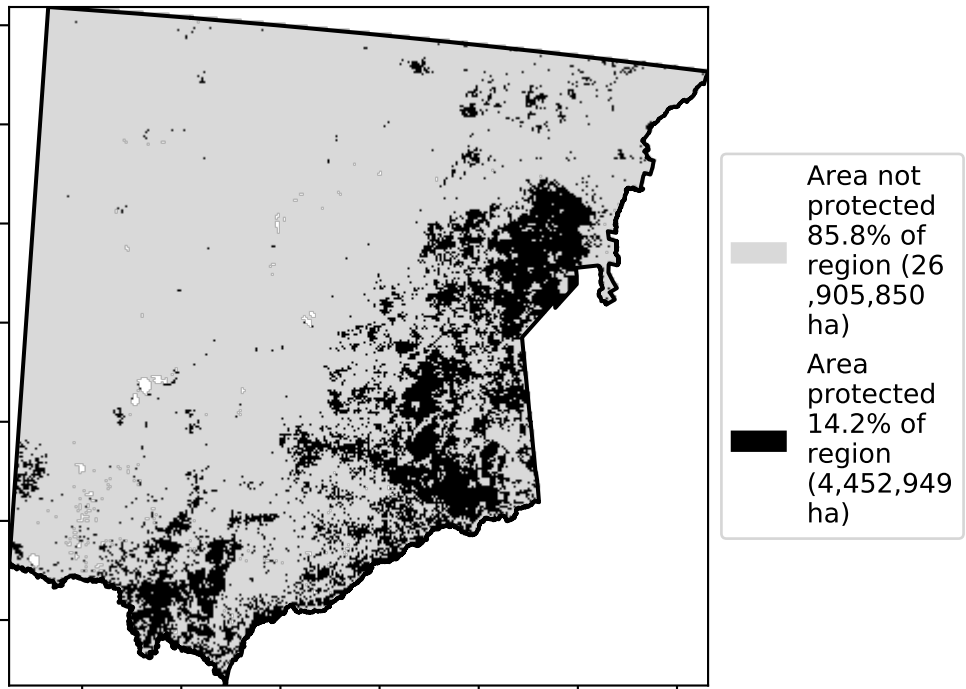 Area not
protected
85.8% of
region (26
,905,850
ha)
Area
protected
14.2% of
region
(4,452,949
ha)